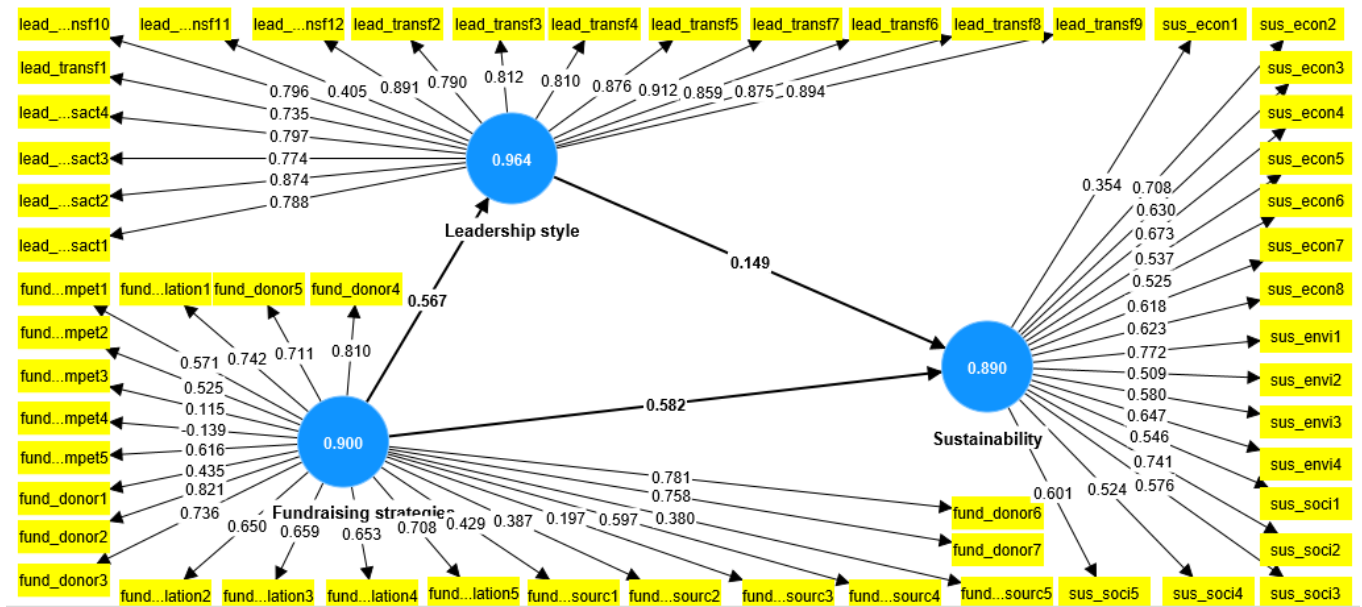 lead_...nsf10
lead_...nsf11
lead_...nsf12
lead_transf2
lead_transf3
lead_transf4
lead_transf5
lead_transf7
lead_transf6
lead_transf8
lead_transf9
sus_econ1
sus_econ2
lead_transf1
lead_...sact4
lead_...sact3
lead_...sact2
lead_...sact1
0.796
0.405
0.891
0.790
0.812
0.810
0.876
0.912
0.859
0.875
0.894
0.735
0.797
0.774
0.874
0.788
0.964
Leadership style
0.567
0.149
0.582
fund...mpet1
fund...lation1
fund_donor5
fund_donor4
fund...mpet2
fund...mpet3
fund...mpet4
fund...mpet5
fund_donor1
fund_donor2
fund_donor3
0.571
0.742
0.711
0.810
0.525
0.115
-0.139
0.616
0.435
0.821
0.736
0.900
Fundraising strategies
0.650
0.659
0.653
0.708
0.429
0.387
0.197
0.597
0.380
0.781
0.758
fund_donor6
fund_donor7
fund...lation2
fund...lation3
fund...lation4
fund...lation5
fund...sourc1
fund...sourc2
fund...sourc3
fund...sourc4
fund...sourc5
sus_soci5
sus_soci4
sus_soci3
0.890
Sustainability
0.354
0.708
0.630
0.673
0.537
0.525
0.618
0.623
0.772
0.509
0.580
0.647
0.546
0.741
0.576
0.524
0.601
sus_econ3
sus_econ4
sus_econ5
sus_econ6
sus_econ7
sus_econ8
sus_envi1
sus_envi2
sus_envi3
sus_envi4
sus_soci1
sus_soci2